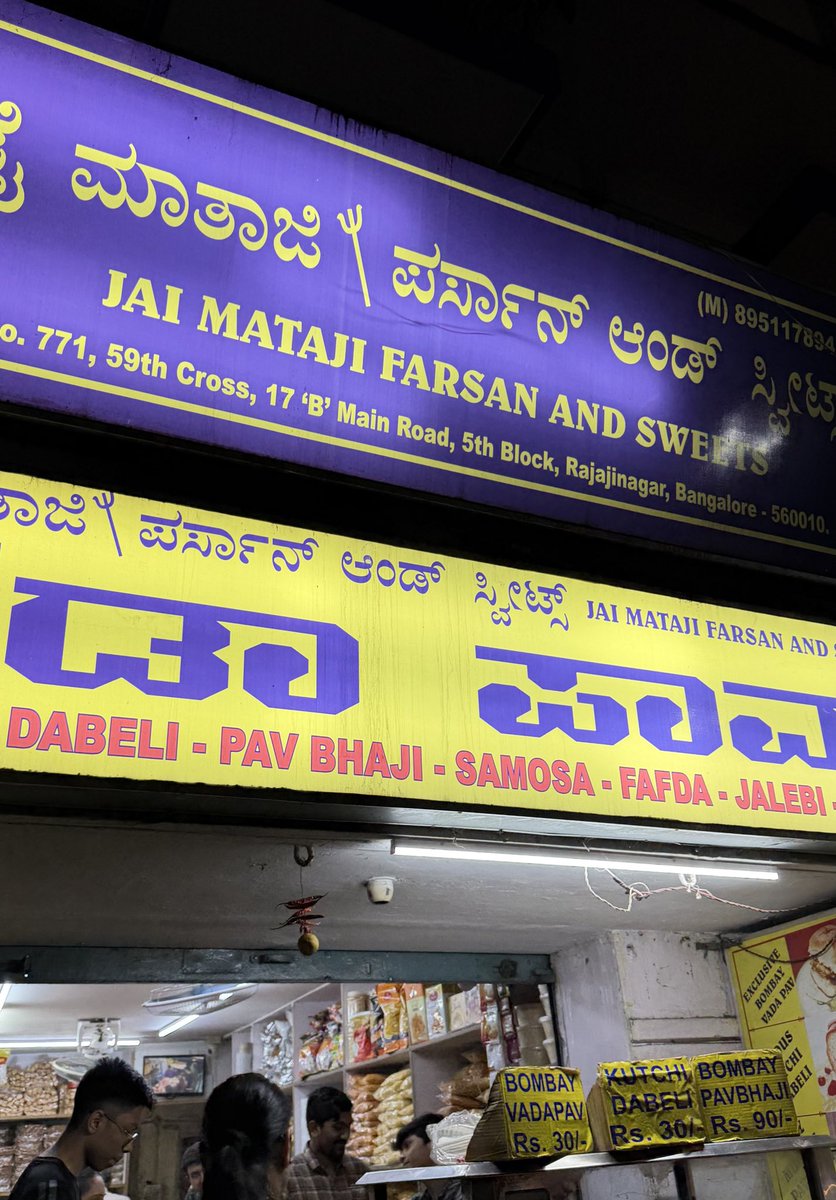 ಜೈ ಮಾತಾಜಿ ಫರ್ಸಾನ್ ಆಂಡ್ ಸ್ವೀಟ್ಸ್
(M) 895117894
JAI MATAJI FARSAN AND SWEETS
o. 771, 59th Cross, 17 'B' Main Road, 5th Block, Rajajinagar, Bangalore - 560010.
ತಾಜಿ ಫರ್ಸಾನ್ ಆಂಡ್ ಸ್ವೀಟ್ಸ್ JAI MATAJI FARSAN AND
ಡಾ ಪಾವ
DABELI - PAV BHAJI - SAMOSA - FAFDA - JALEBI -
EXCLUSIVE
BOMBAY
VADA PAV
DABELI
BOMBAY
VADAPAV
Rs. 30/-
KUTCHI
DABELI
Rs. 30/-
BOMBAY
PAVBHAJI
Rs. 90/-